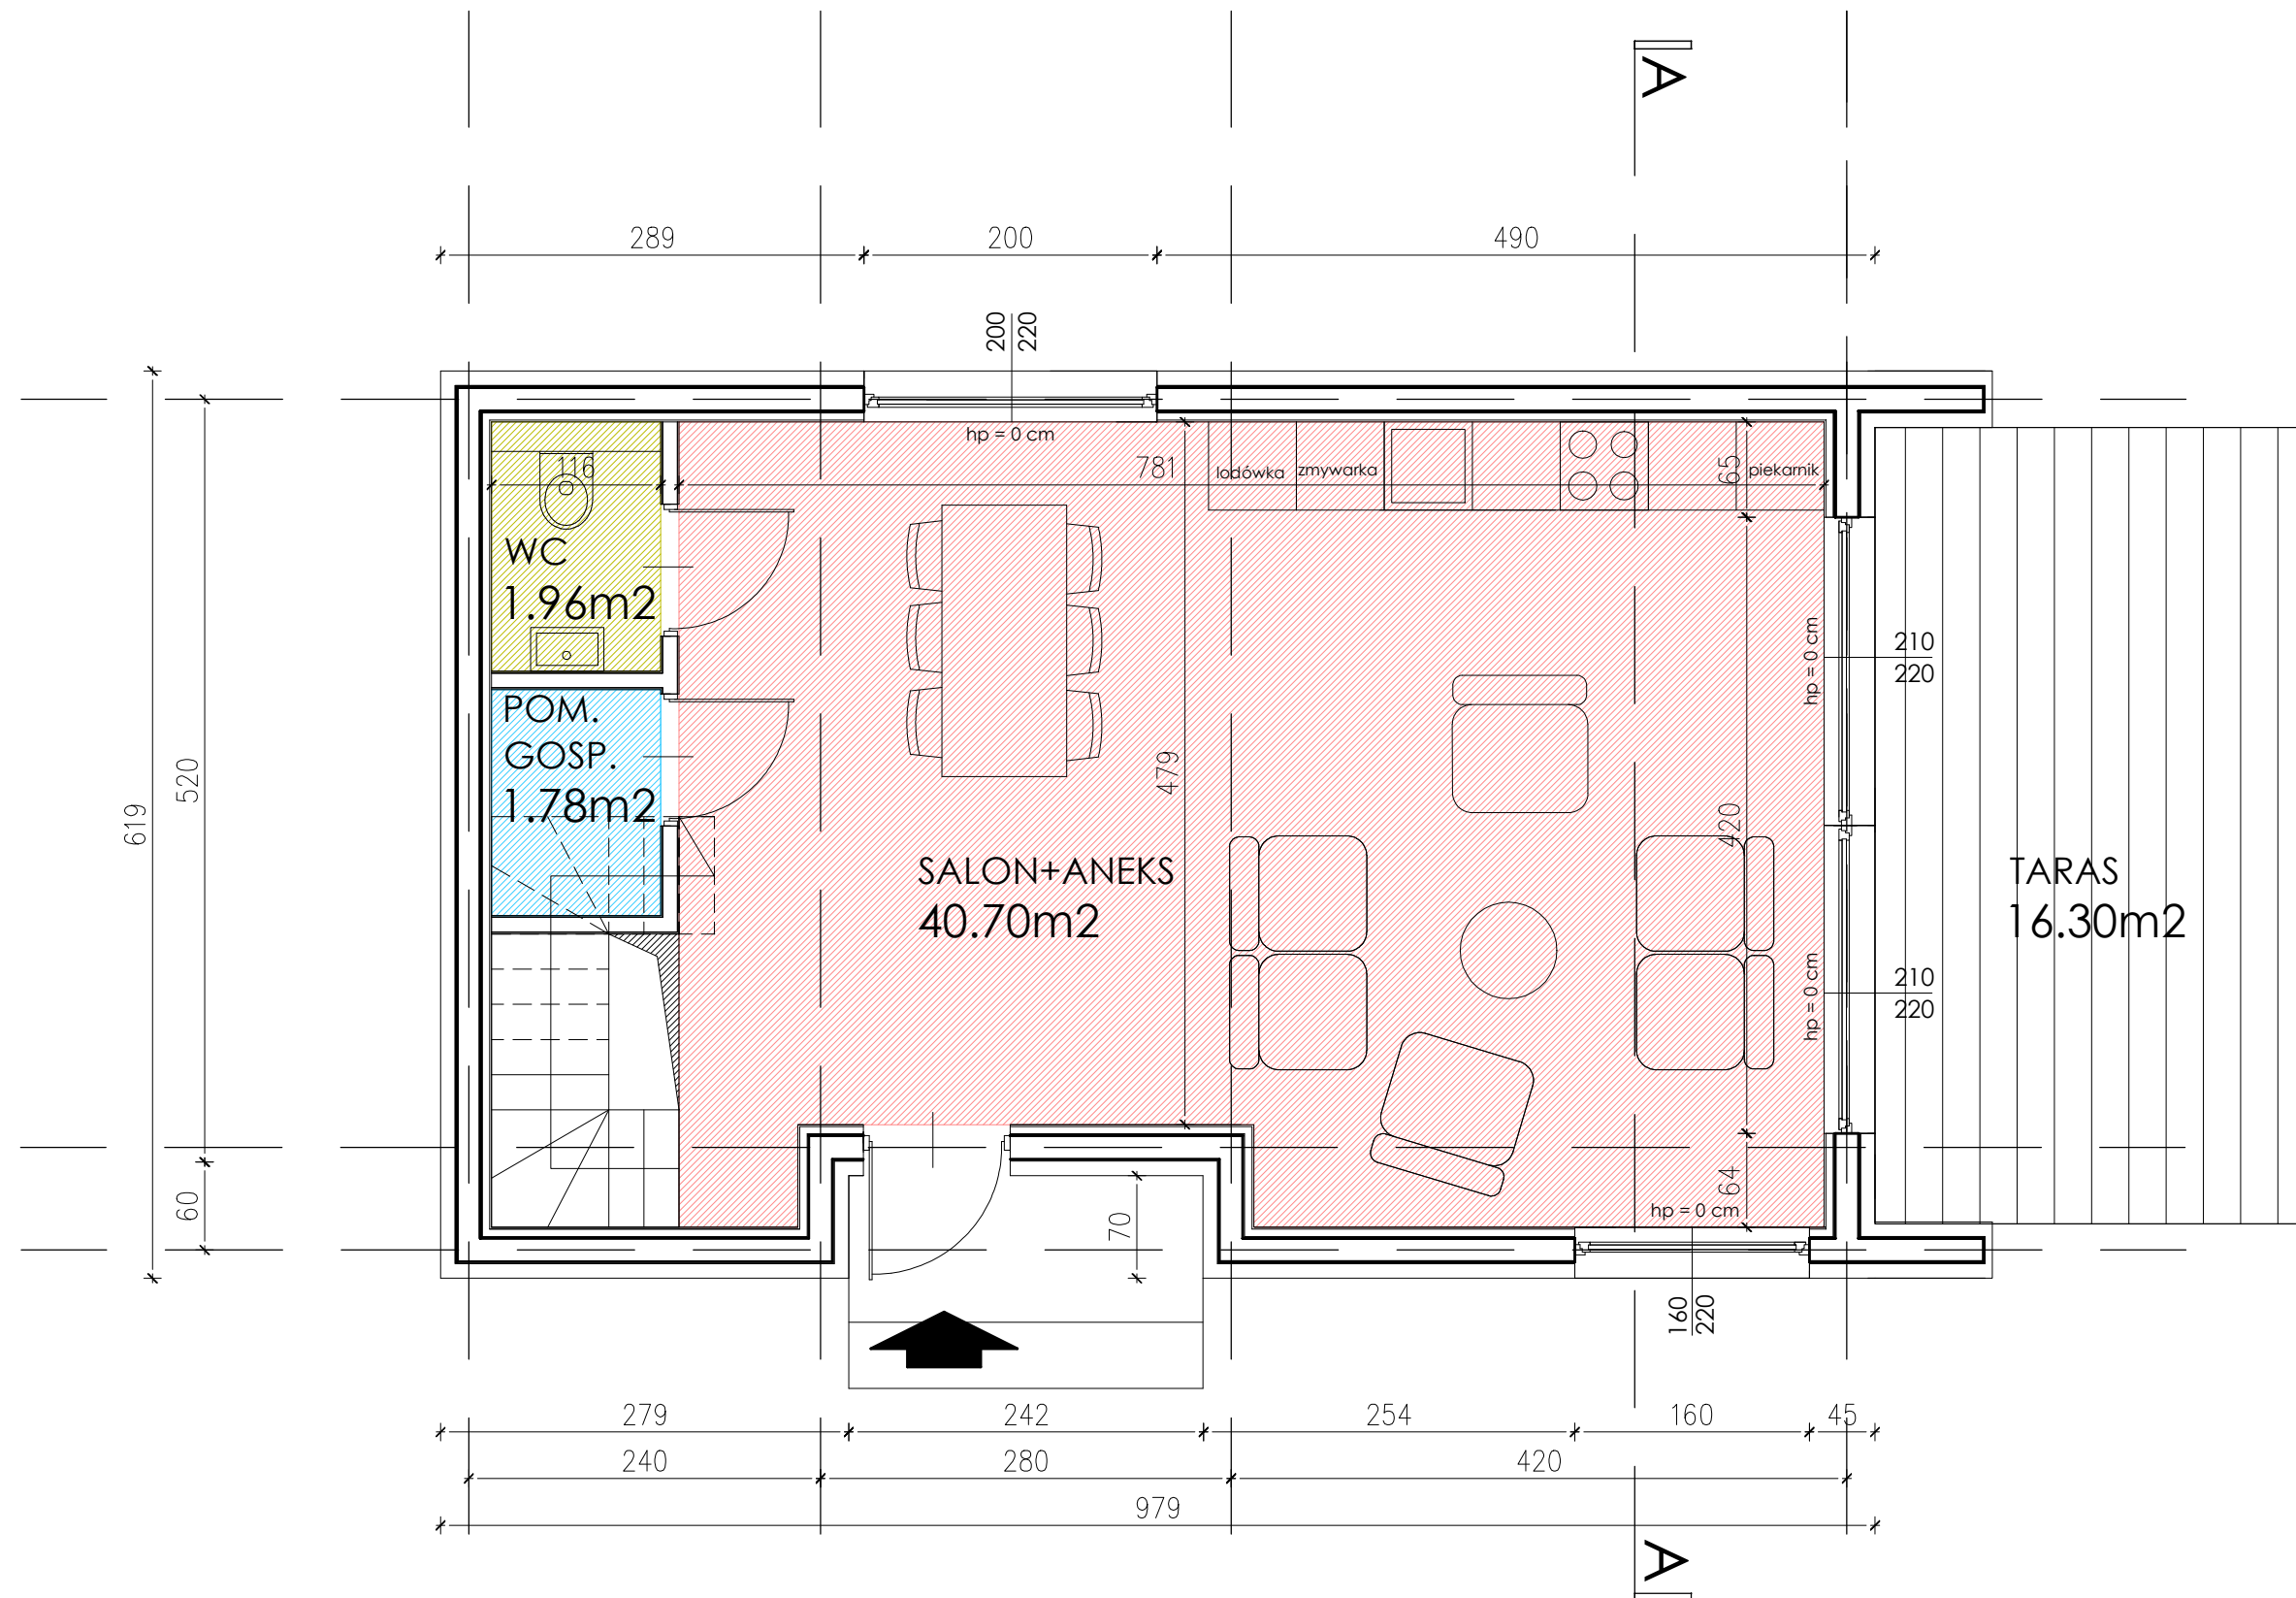 A
289
200
490
200
220
hp = 0 cm
116
781
lodówka
zmywarka
65
piekarnik
WC
1.96m2
hp = 0 cm
210
220
POM.
GOSP.
1.78m2
479
420
520
619
SALON+ANEKS
40.70m2
TARAS
16.30m2
hp = 0 cm
210
220
60
70
64
hp = 0 cm
160
220
279
242
254
160
45
240
280
420
979
A